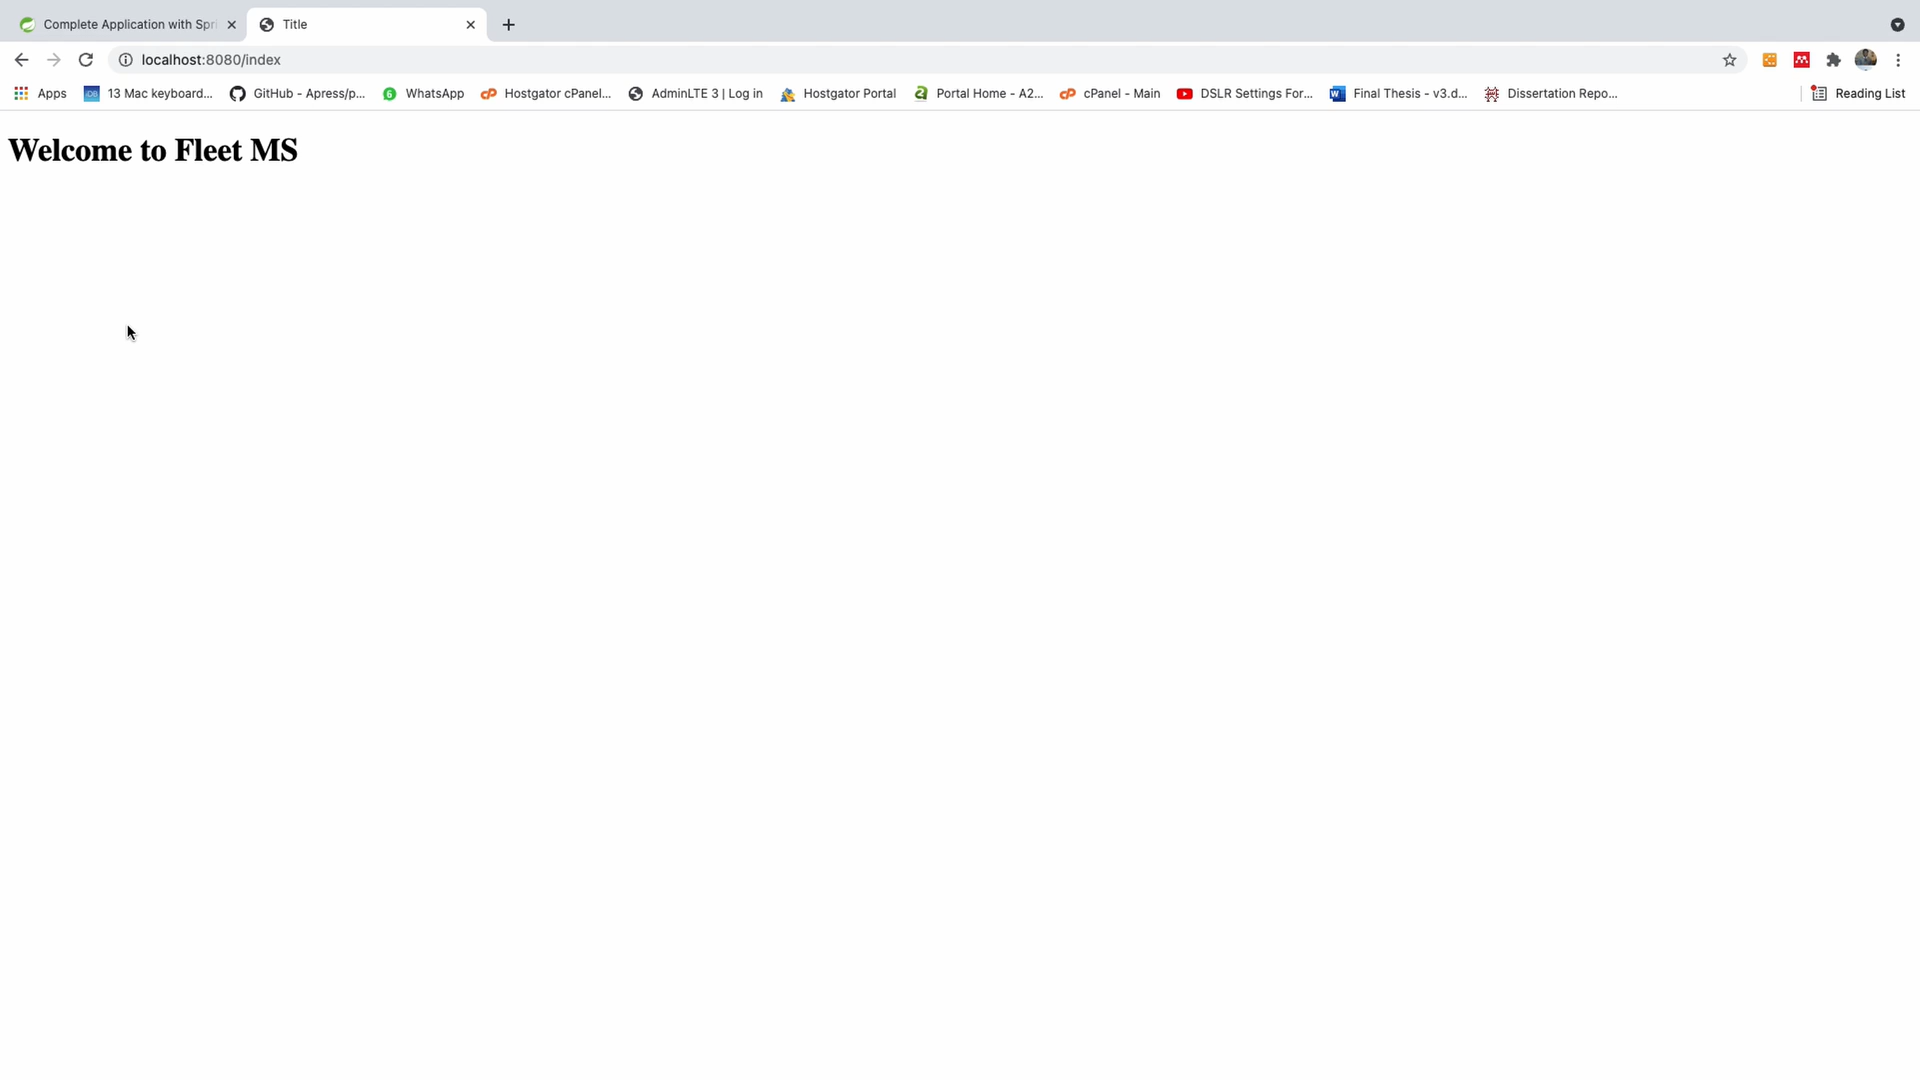 Complete Application with Spri
Title
localhost:8080/index
Apps 13 Mac keyboard... GitHub - Apress/p... WhatsApp Hostgator cPanel... AdminLTE 3 | Log in Hostgator Portal Portal Home - A2... cPanel - Main DSLR Settings For... Final Thesis - v3.d... Dissertation Repo... Reading List
Welcome to Fleet MS